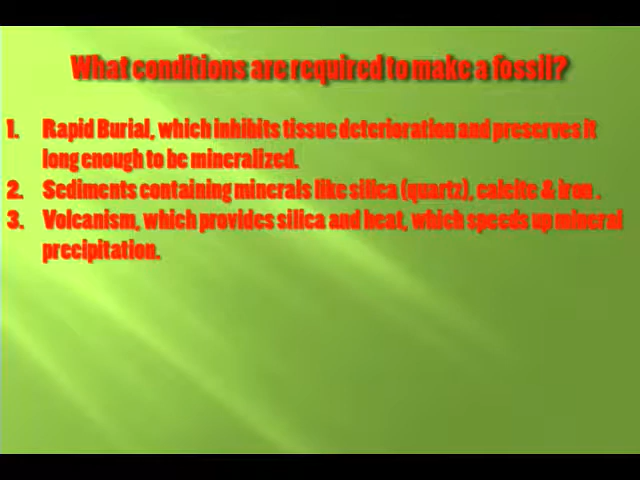 What conditions are required to make a fossil?
1. Rapid Burial, which inhibits tissue deterioration and preserves it
long enough to be mineralized.
2. Sediments containing minerals like silica (quartz), calcite & iron .
3. Volcanism, which provides silica and heat, which speeds up mineral
precipitation.